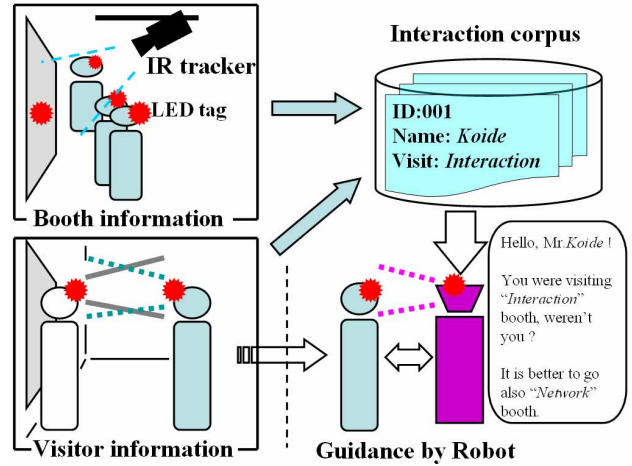 IR tracker
LED tag
Booth information
Visitor information
Interaction corpus
ID:001
Name: Koide
Visit: Interaction
Hello, Mr.Koide !
You were visiting
“Interaction”
booth, weren’t
you ?
It is better to go
also “Network”
booth.
Guidance by Robot